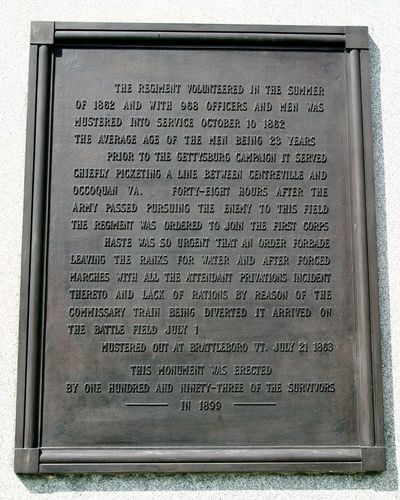 THE REGIMENT VOLUNTEERED IN THE SUMMER
OF 1862 AND WITH 968 OFFICERS AND MEN WAS
MUSTERED INTO SERVICE OCTOBER 10 1862
THE AVERAGE AGE OF THE MEN BEING 23 YEARS
PRIOR TO THE GETTYSBURG CAMPAIGN IT SERVED
CHIEFLY PICKETING A LINE BETWEEN CENTREVILLE AND
OCCOQUAN VA. FORTY-EIGHT HOURS AFTER THE
ARMY PASSED PURSUING THE ENEMY TO THIS FIELD
THE REGIMENT WAS ORDERED TO JOIN THE FIRST CORPS
HASTE WAS SO URGENT THAT AN ORDER FORBADE
LEAVING THE RANKS FOR WATER AND AFTER FORCED
MARCHES WITH ALL THE ATTENDANT PRIVATIONS INCIDENT
THERETO AND LACK OF RATIONS BY REASON OF THE
COMMISSARY TRAIN BEING DIVERTED IT ARRIVED ON
THE BATTLE FIELD JULY 1
MUSTERED OUT AT BRATTLEBORO VT. JULY 21 1863
THIS MONUMENT WAS ERECTED
BY ONE HUNDRED AND NINETY-THREE OF THE SURVIVORS
IN 1899